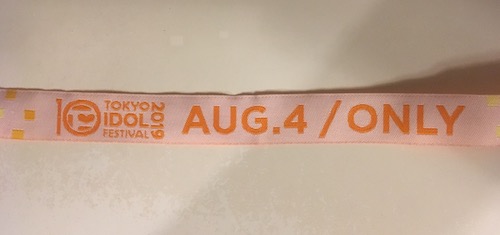 TOKYO
IDOL
FESTIVAL
2019
AUG.4 / ONLY